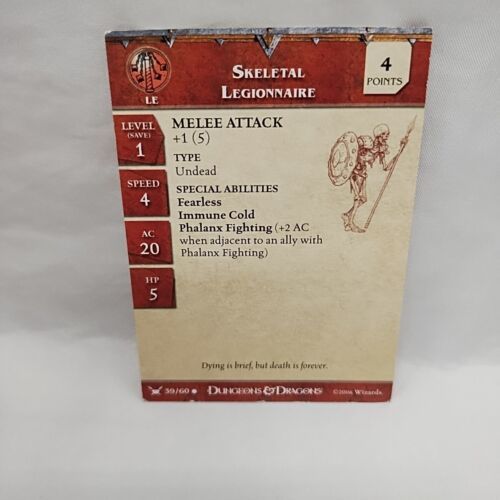 SKELETAL
LEGIONNAIRE
4
POINTS
LE
LEVEL
(SAVE)
1
SPEED
4
AC
20
HP
5
MELEE ATTACK
+1 (5)
TYPE
Undead
SPECIAL ABILITIES
Fearless
Immune Cold
Phalanx Fighting (+2 AC
when adjacent to an ally with
Phalanx Fighting)
Dying is brief, but death is forever.
39/60
DUNGEONS & DRAGONS
©2006 Wizards